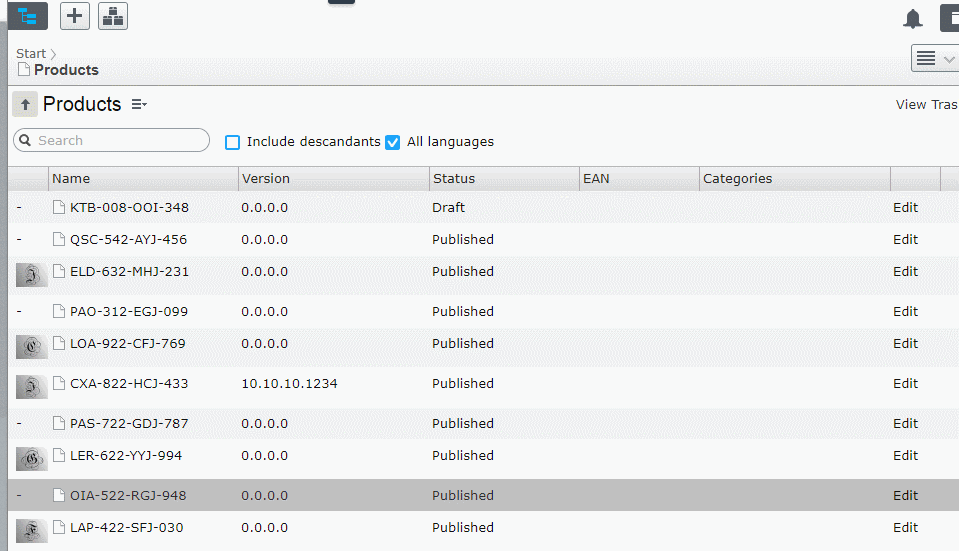 Start
Products
Products
View Tras
Search
Include descandants All languages
Name Version Status EAN Categories
- KTB-008-OOI-348 0.0.0.0 Draft Edit
- QSC-542-AYJ-456 0.0.0.0 Published Edit
ELD-632-MHJ-231 0.0.0.0 Published Edit
- PAO-312-EGJ-099 0.0.0.0 Published Edit
LOA-922-CFJ-769 0.0.0.0 Published Edit
CXA-822-HCJ-433 10.10.10.1234 Published Edit
- PAS-722-GDJ-787 0.0.0.0 Published Edit
LER-622-YYJ-994 0.0.0.0 Published Edit
- OIA-522-RGJ-948 0.0.0.0 Published Edit
LAP-422-SFJ-030 0.0.0.0 Published Edit